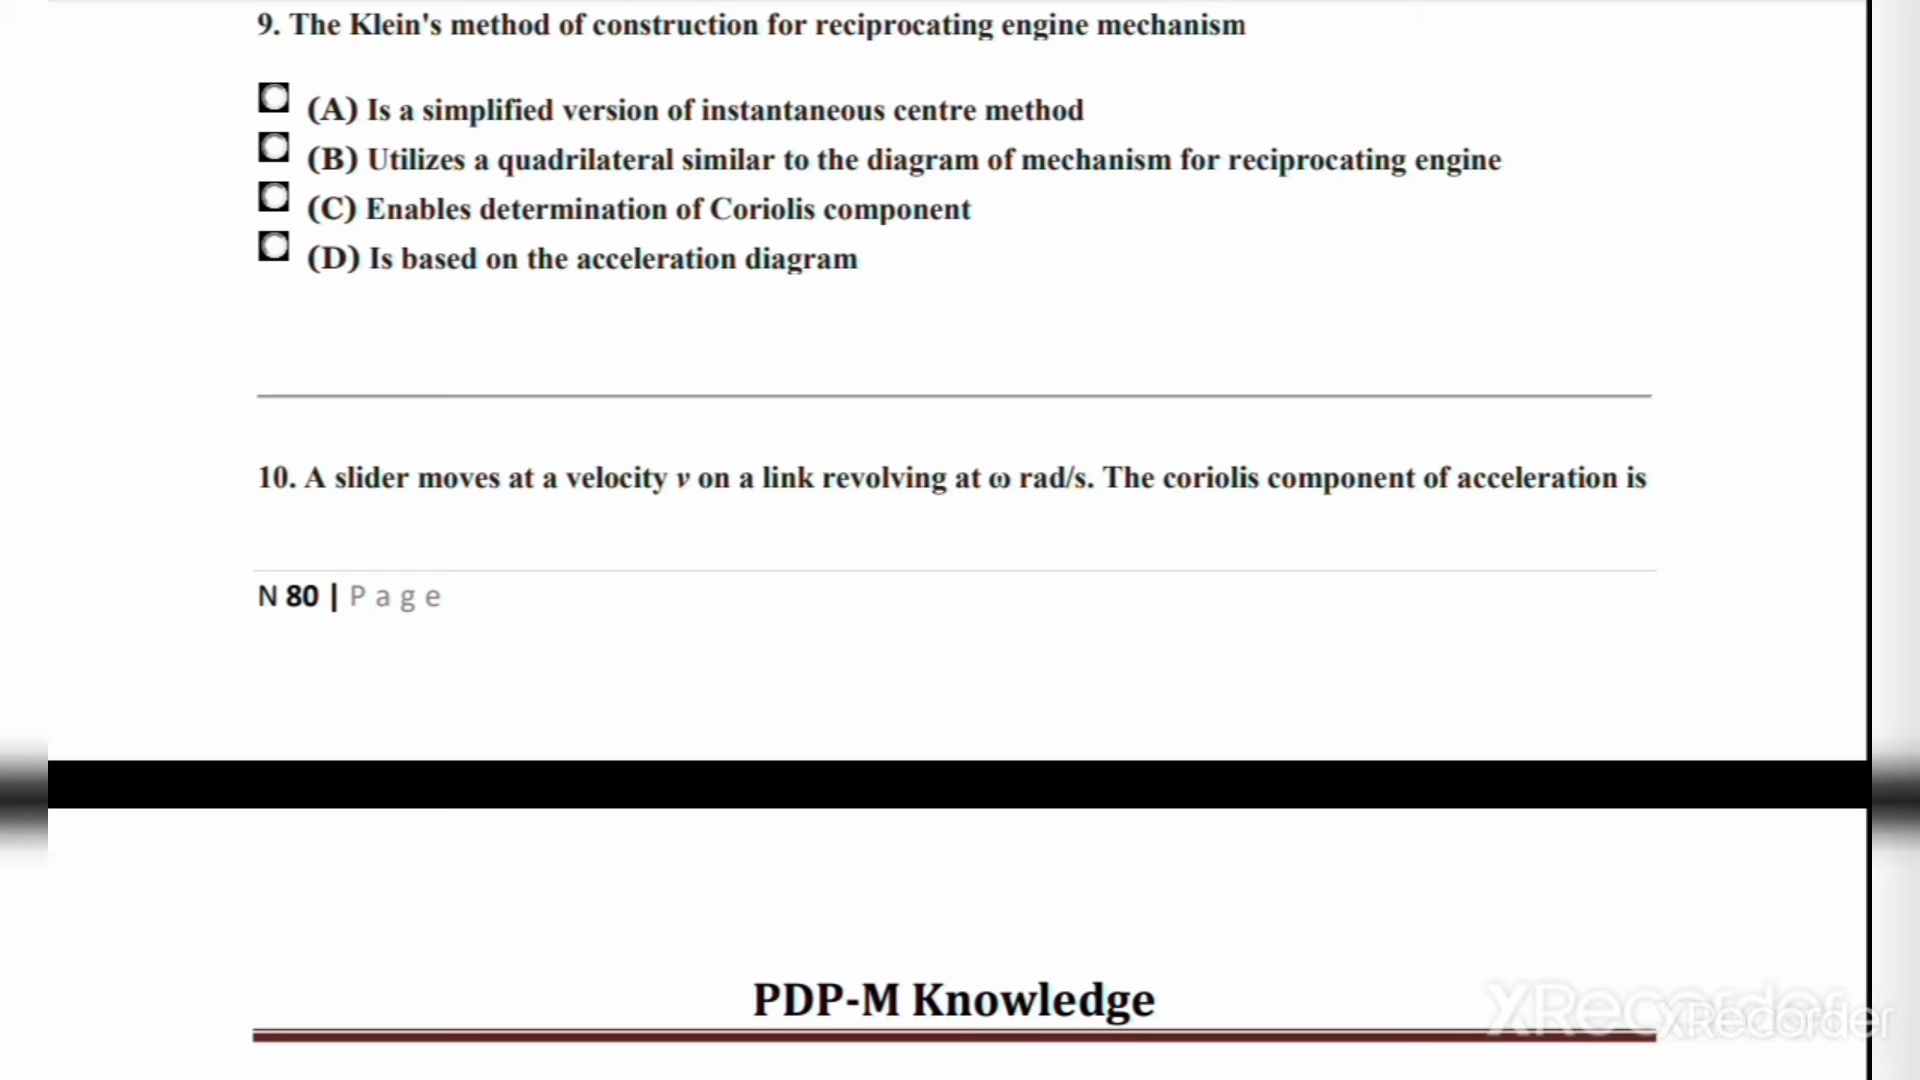 9. The Klein's method of construction for reciprocating engine mechanism
(A) Is a simplified version of instantaneous centre method
(B) Utilizes a quadrilateral similar to the diagram of mechanism for reciprocating engine
(C) Enables determination of Coriolis component
(D) Is based on the acceleration diagram
10. A slider moves at a velocity v on a link revolving at ω rad/s. The coriolis component of acceleration is
N 80 | Page
PDP-M Knowledge
XRecorder
XRecorder